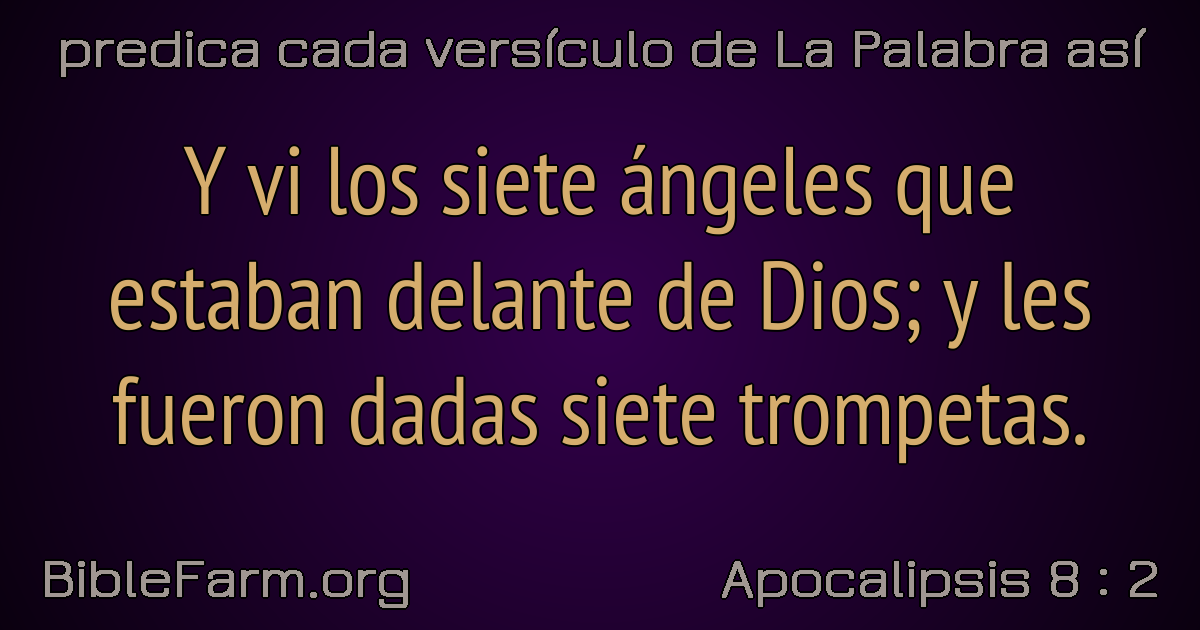 predica cada versículo de La Palabra así
Y vi los siete ángeles que
estaban delante de Dios; y les
fueron dadas siete trompetas.
BibleFarm.org
Apocalipsis 8 : 2